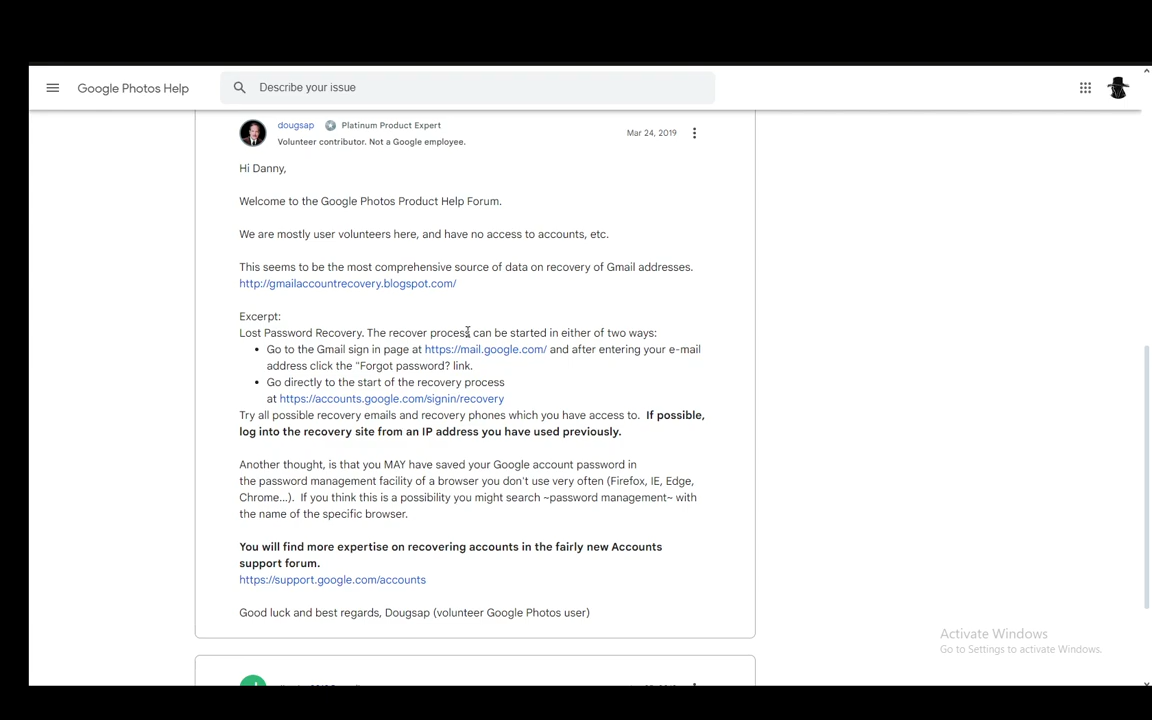 Google Photos Help
Describe your issue
dougsap Platinum Product Expert
Mar 24, 2019
Volunteer contributor. Not a Google employee.
Hi Danny,
Welcome to the Google Photos Product Help Forum.
We are mostly user volunteers here, and have no access to accounts, etc.
This seems to be the most comprehensive source of data on recovery of Gmail addresses.
http://gmailaccountrecovery.blogspot.com/
Excerpt:
Lost Password Recovery. The recover process can be started in either of two ways:
• Go to the Gmail sign in page at https://mail.google.com/ and after entering your e-mail
address click the "Forgot password? link.
• Go directly to the start of the recovery process
at https://accounts.google.com/signin/recovery
Try all possible recovery emails and recovery phones which you have access to. If possible,
log into the recovery site from an IP address you have used previously.
Another thought, is that you MAY have saved your Google account password in
the password management facility of a browser you don't use very often (Firefox, IE, Edge,
Chrome...). If you think this is a possibility you might search ~password management~ with
the name of the specific browser.
You will find more expertise on recovering accounts in the fairly new Accounts
support forum.
https://support.google.com/accounts
Good luck and best regards, Dougsap (volunteer Google Photos user)
Activate Windows
Go to Settings to activate Windows.